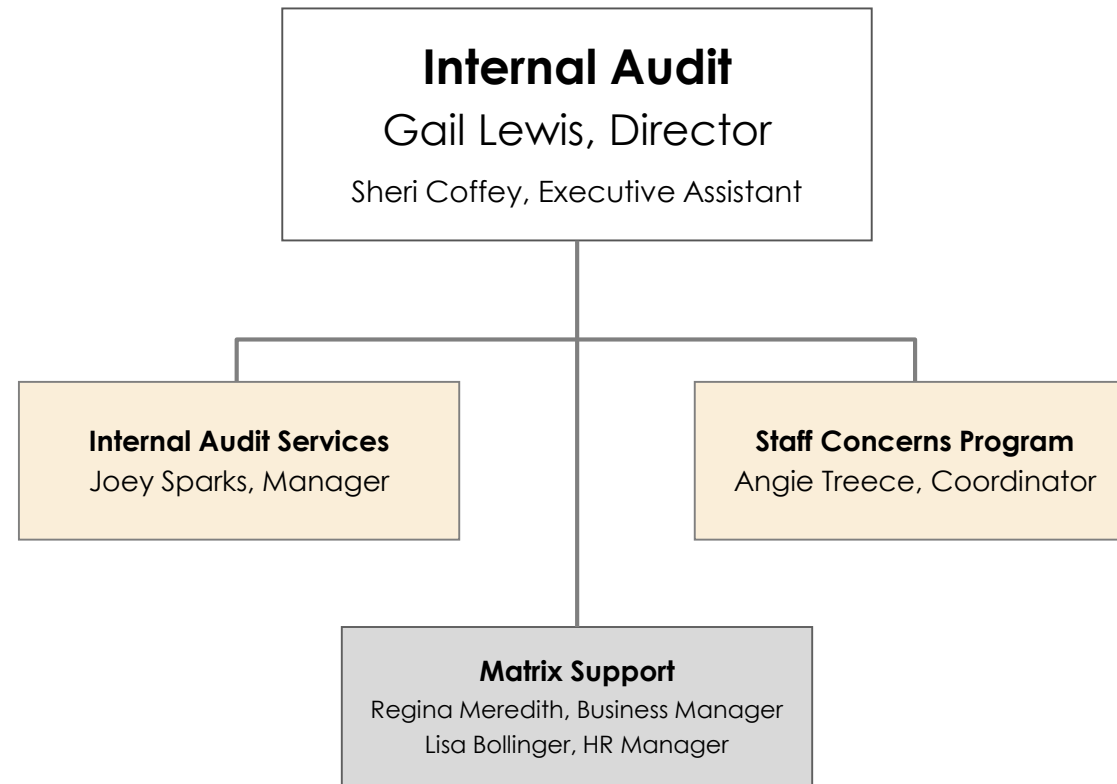 Internal Audit
Gail Lewis, Director
Sheri Coffey, Executive Assistant
Internal Audit Services
Joey Sparks, Manager
Staff Concerns Program
Angie Treece, Coordinator
Matrix Support
Regina Meredith, Business Manager
Lisa Bollinger, HR Manager